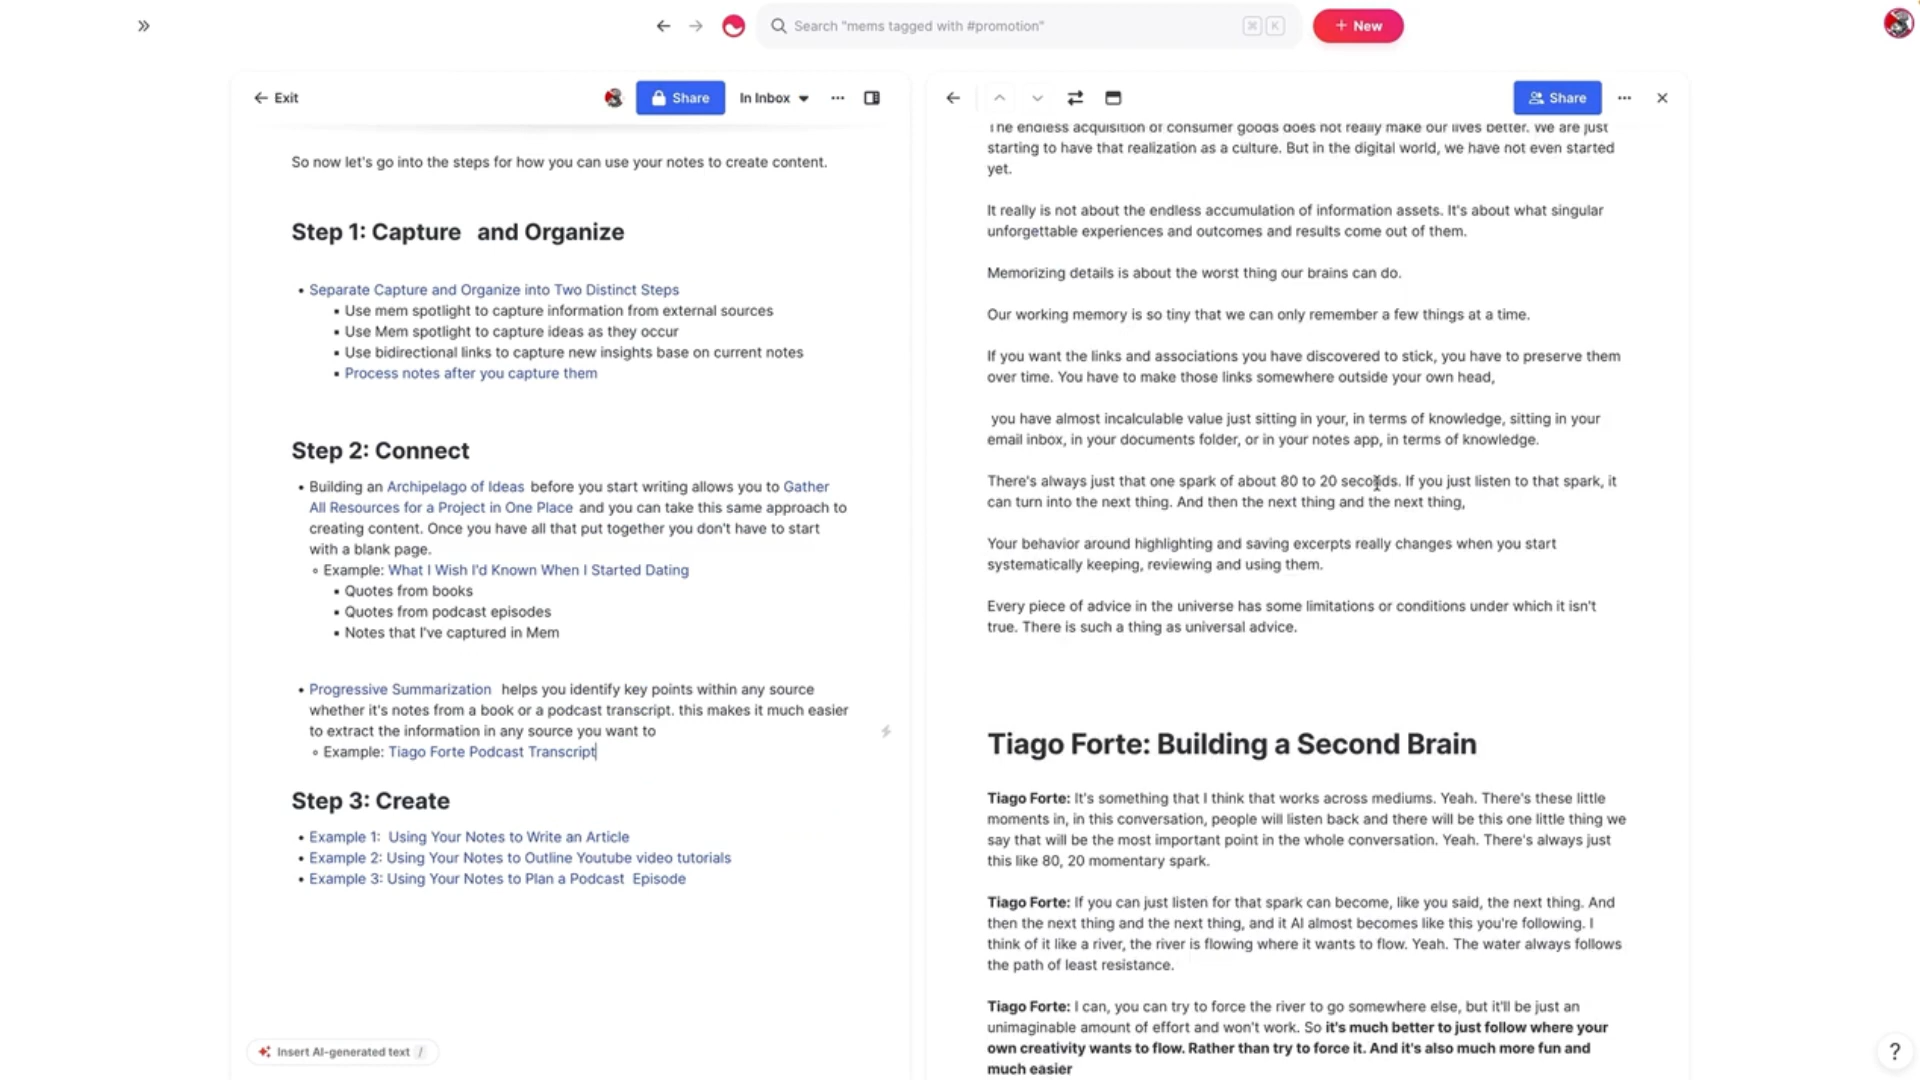 Search "mems tagged with #promotion"
⌘ K
+ New
← Exit
Share
In Inbox
So now let's go into the steps for how you can use your notes to create content.
Step 1: Capture and Organize
• Separate Capture and Organize into Two Distinct Steps
▪ Use mem spotlight to capture information from external sources
▪ Use Mem spotlight to capture ideas as they occur
▪ Use bidirectional links to capture new insights base on current notes
▪ Process notes after you capture them
Step 2: Connect
• Building an Archipelago of Ideas before you start writing allows you to Gather
All Resources for a Project in One Place and you can take this same approach to
creating content. Once you have all that put together you don't have to start
with a blank page.
◦ Example: What I Wish I'd Known When I Started Dating
▪ Quotes from books
▪ Quotes from podcast episodes
▪ Notes that I've captured in Mem
• Progressive Summarization helps you identify key points within any source
whether it's notes from a book or a podcast transcript. this makes it much easier
to extract the information in any source you want to
◦ Example: Tiago Forte Podcast Transcript
Step 3: Create
• Example 1: Using Your Notes to Write an Article
• Example 2: Using Your Notes to Outline Youtube video tutorials
• Example 3: Using Your Notes to Plan a Podcast Episode
Insert AI-generated text /
Share
The endless acquisition of consumer goods does not really make our lives better. We are just
starting to have that realization as a culture. But in the digital world, we have not even started
yet.
It really is not about the endless accumulation of information assets. It's about what singular
unforgettable experiences and outcomes and results come out of them.
Memorizing details is about the worst thing our brains can do.
Our working memory is so tiny that we can only remember a few things at a time.
If you want the links and associations you have discovered to stick, you have to preserve them
over time. You have to make those links somewhere outside your own head,
you have almost incalculable value just sitting in your, in terms of knowledge, sitting in your
email inbox, in your documents folder, or in your notes app, in terms of knowledge.
There's always just that one spark of about 80 to 20 seconds. If you just listen to that spark, it
can turn into the next thing. And then the next thing and the next thing,
Your behavior around highlighting and saving excerpts really changes when you start
systematically keeping, reviewing and using them.
Every piece of advice in the universe has some limitations or conditions under which it isn't
true. There is such a thing as universal advice.
Tiago Forte: Building a Second Brain
Tiago Forte: It's something that I think that works across mediums. Yeah. There's these little
moments in, in this conversation, people will listen back and there will be this one little thing we
say that will be the most important point in the whole conversation. Yeah. There's always just
this like 80, 20 momentary spark.
Tiago Forte: If you can just listen for that spark can become, like you said, the next thing. And
then the next thing and the next thing, and it AI almost becomes like this you're following. I
think of it like a river, the river is flowing where it wants to flow. Yeah. The water always follows
the path of least resistance.
Tiago Forte: I can, you can try to force the river to go somewhere else, but it'll be just an
unimaginable amount of effort and won't work. So it's much better to just follow where your
own creativity wants to flow. Rather than try to force it. And it's also much more fun and
much easier
?